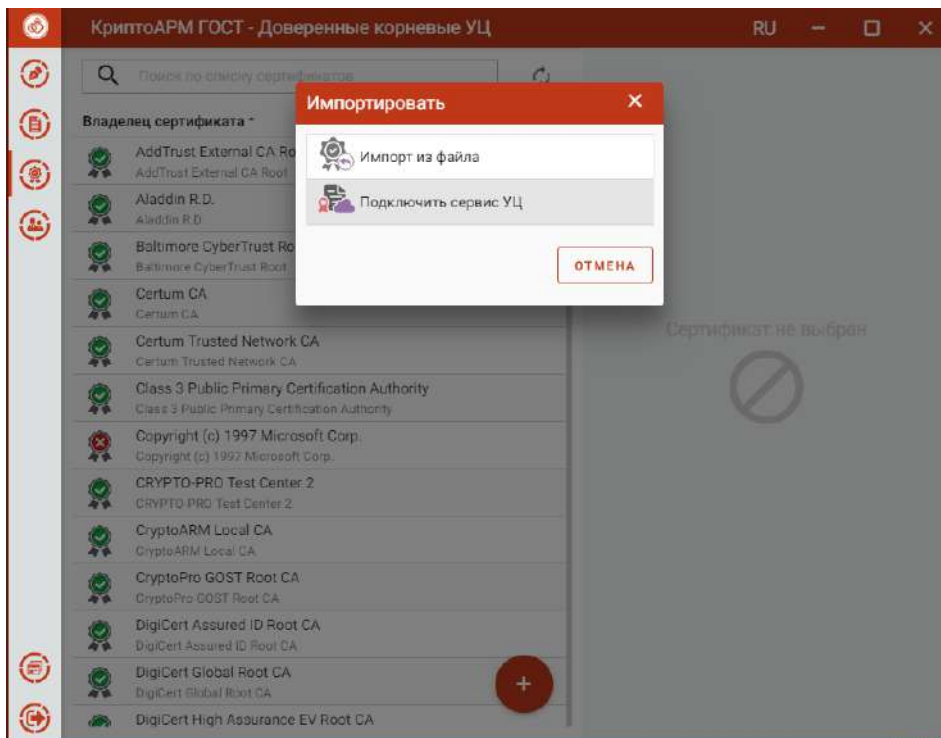 КриптоАРМ ГОСТ - Доверенные корневые УЦ
RU
Поиск по списку сертификатов
Импортировать
Импорт из файла
Подключить сервис УЦ
ОТМЕНА
Владелец сертификата
AddTrust External CA Ro
AddTrust External CA Root
Aladdin R.D.
Aladdin R.D.
Baltimore CyberTrust Ro
Baltimore CyberTrust Root
Certum CA
Certum CA
Certum Trusted Network CA
Certum Trusted Network CA
Class 3 Public Primary Certification Authority
Class 3 Public Primary Certification Authority
Copyright (c) 1997 Microsoft Corp.
Copyright (c) 1997 Microsoft Corp.
CRYPTO-PRO Test Center 2
CRYPTO-PRO Test Center 2
CryptoARM Local CA
CryptoARM Local CA
CryptoPro GOST Root CA
CryptoPro GOST Root CA
DigiCert Assured ID Root CA
DigiCert Assured ID Root CA
DigiCert Global Root CA
DigiCert Global Root CA
DigiCert High Assurance EV Root CA
Сертификат не выбран